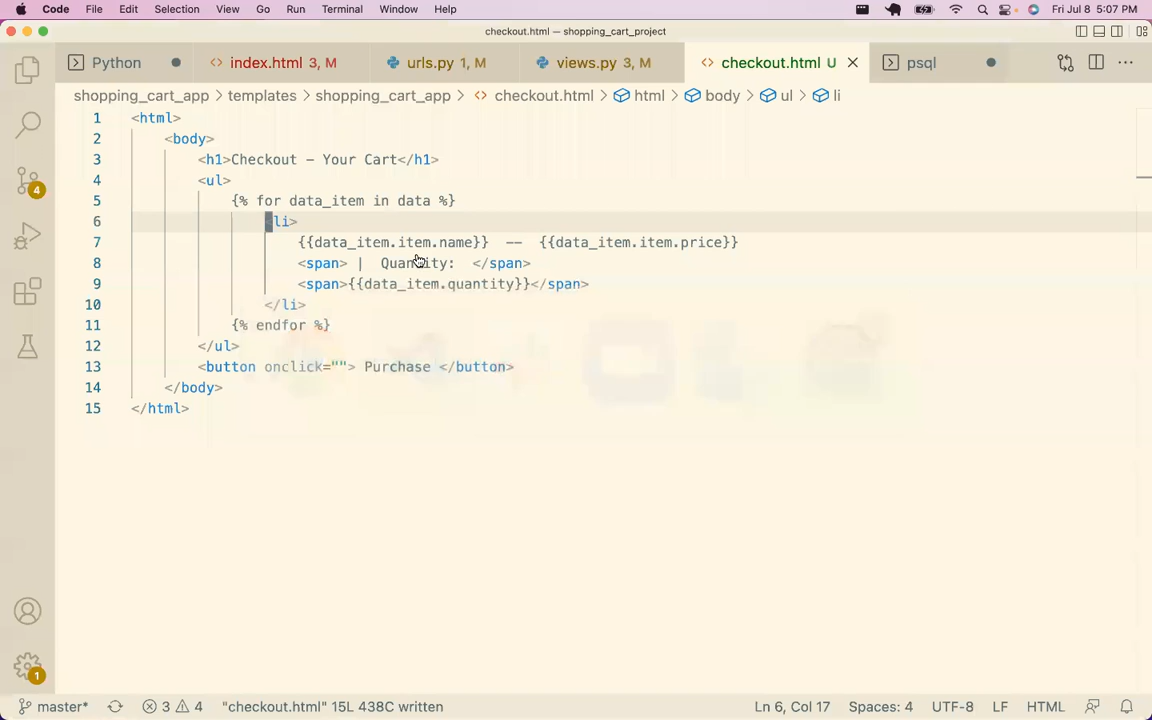 Code File Edit Selection View Go Run Terminal Window Help Fri Jul 8 5:07 PM
checkout.html — shopping_cart_project
Python index.html 3, M urls.py 1, M views.py 3, M checkout.html U psql
shopping_cart_app > templates > shopping_cart_app > checkout.html > html > body > ul > li
1 <html>
2 <body>
3 <h1>Checkout - Your Cart</h1>
4 <ul>
5 {% for data_item in data %}
6 <li>
7 {{data_item.item.name}} -- {{data_item.item.price}}
8 <span> | Quantity: </span>
9 <span>{{data_item.quantity}}</span>
10 </li>
11 {% endfor %}
12 </ul>
13 <button onclick=""> Purchase </button>
14 </body>
15 </html>
4
1
master* 3 4 "checkout.html" 15L 438C written Ln 6, Col 17 Spaces: 4 UTF-8 LF HTML